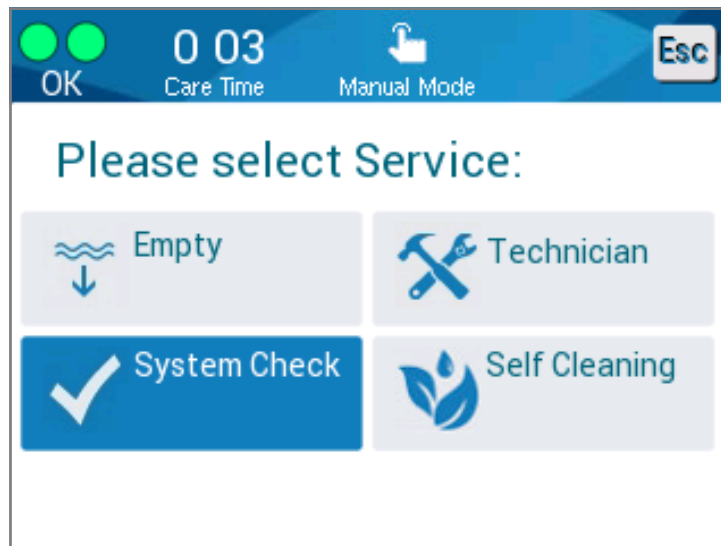 OK
0 03
Care Time
Manual Mode
Esc
Please select Service:
Empty
Technician
System Check
Self Cleaning